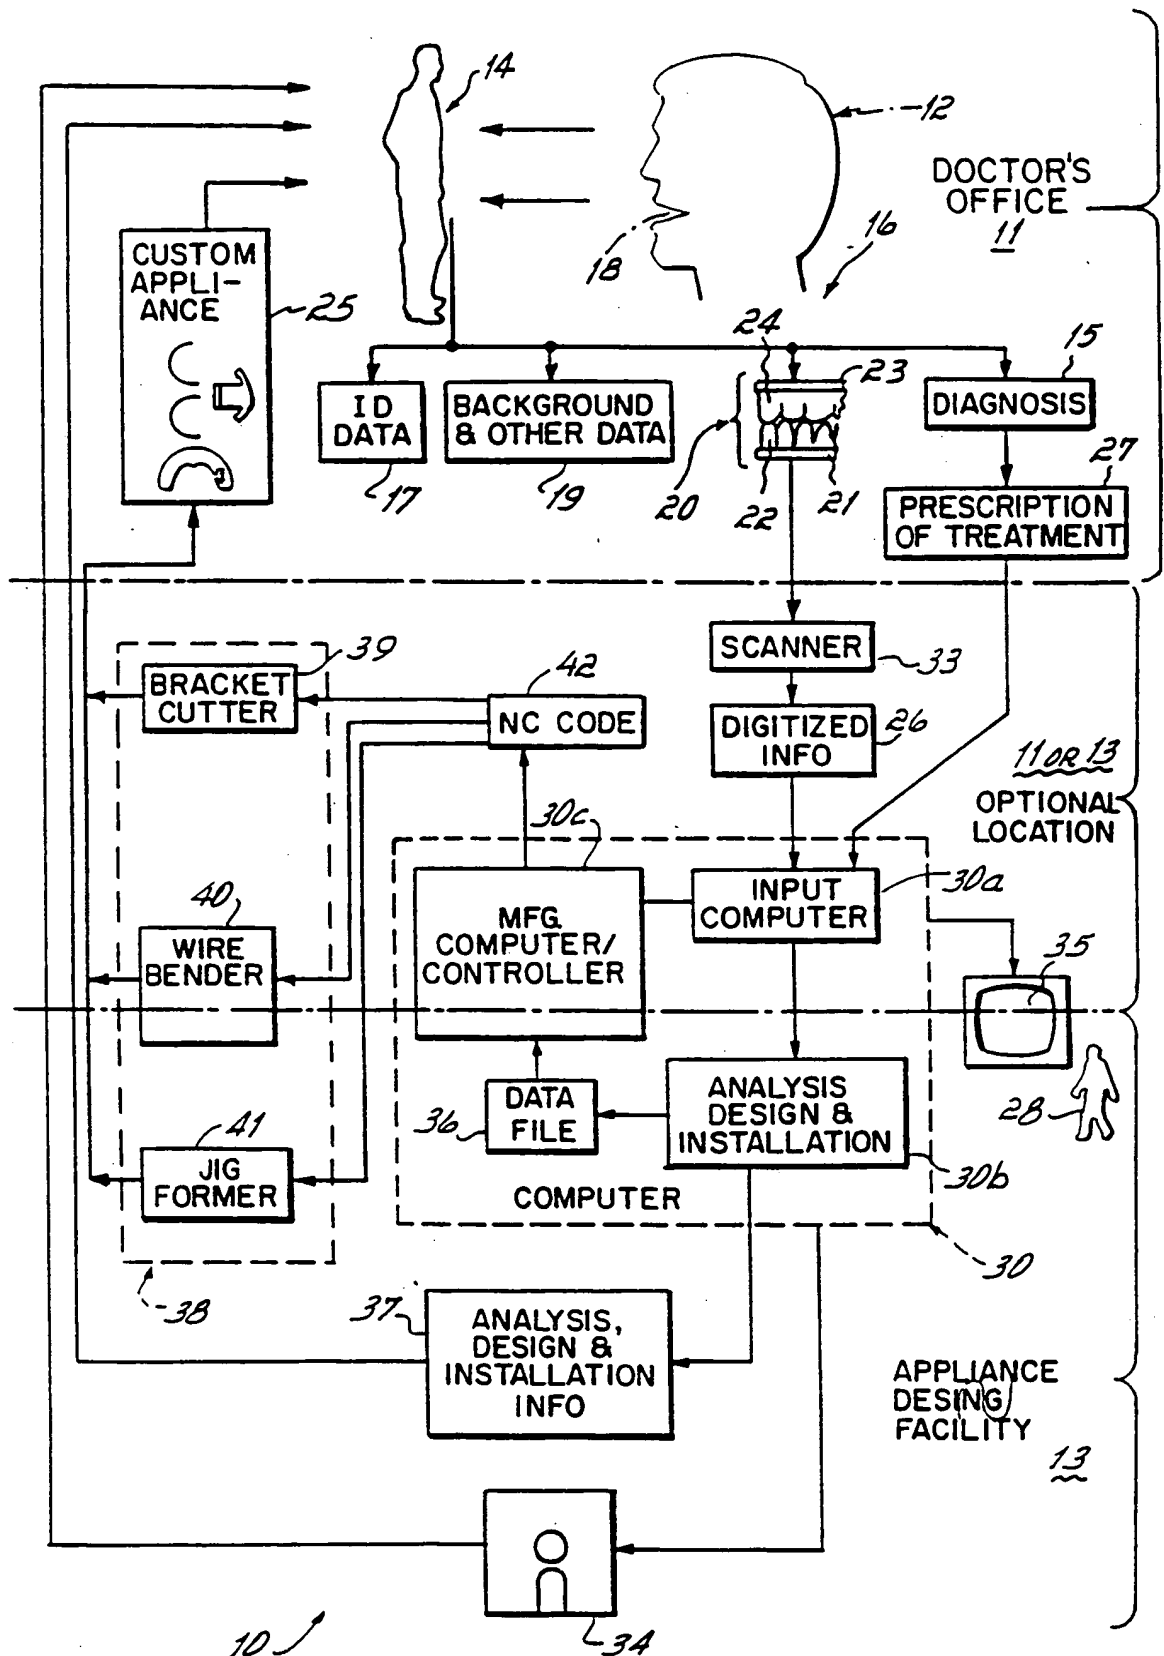 14
12
DOCTOR'S
OFFICE
11
16
18
CUSTOM
APPLI-
ANCE
25
24
15
23
ID
DATA
BACKGROUND
& OTHER DATA
DIAGNOSIS
17
19
20
22
21
27
PRESCRIPTION
OF TREATMENT
SCANNER
33
39
BRACKET
CUTTER
42
NC CODE
DIGITIZED
INFO
26
11 OR 13
OPTIONAL
LOCATION
30c
INPUT
COMPUTER
30a
MFG.
COMPUTER/
CONTROLLER
40
WIRE
BENDER
35
28
DATA
FILE
36
ANALYSIS
DESIGN &
INSTALLATION
30b
41
JIG
FORMER
COMPUTER
30
38
37
ANALYSIS,
DESIGN &
INSTALLATION
INFO
APPLIANCE
DESING
FACILITY
13
10
34